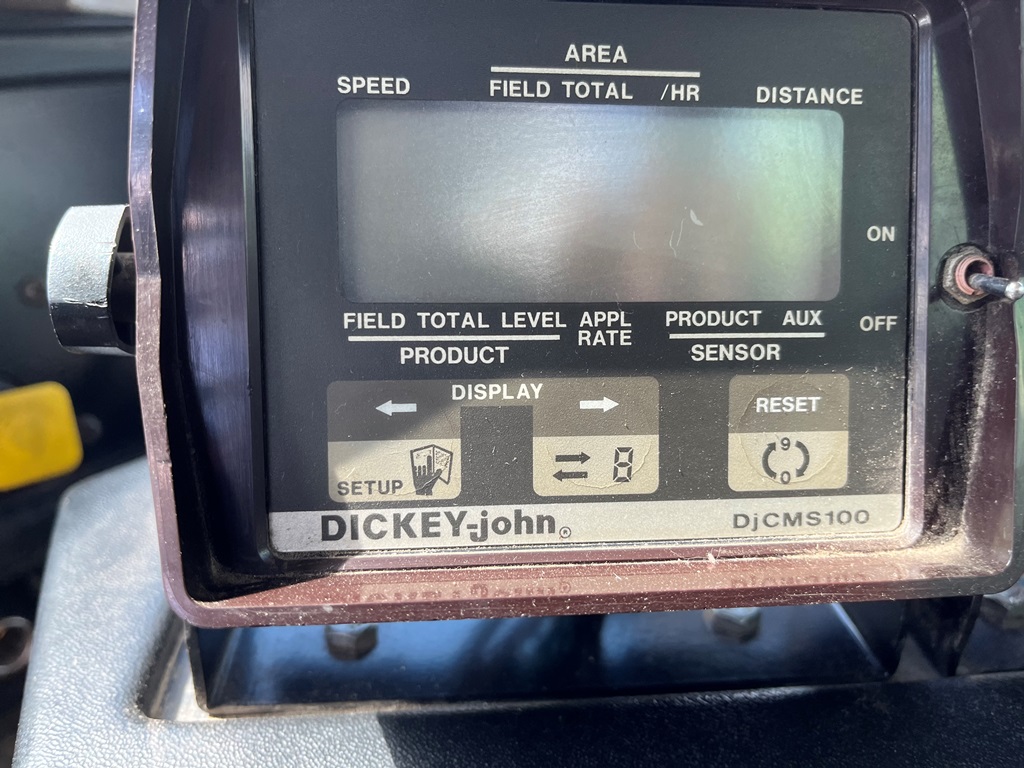 AREA
SPEED FIELD TOTAL /HR DISTANCE
ON
OFF
FIELD TOTAL LEVEL APPL RATE PRODUCT AUX
PRODUCT SENSOR
DISPLAY
RESET
9
SETUP 8 0
DICKEY-john® DjCMS100